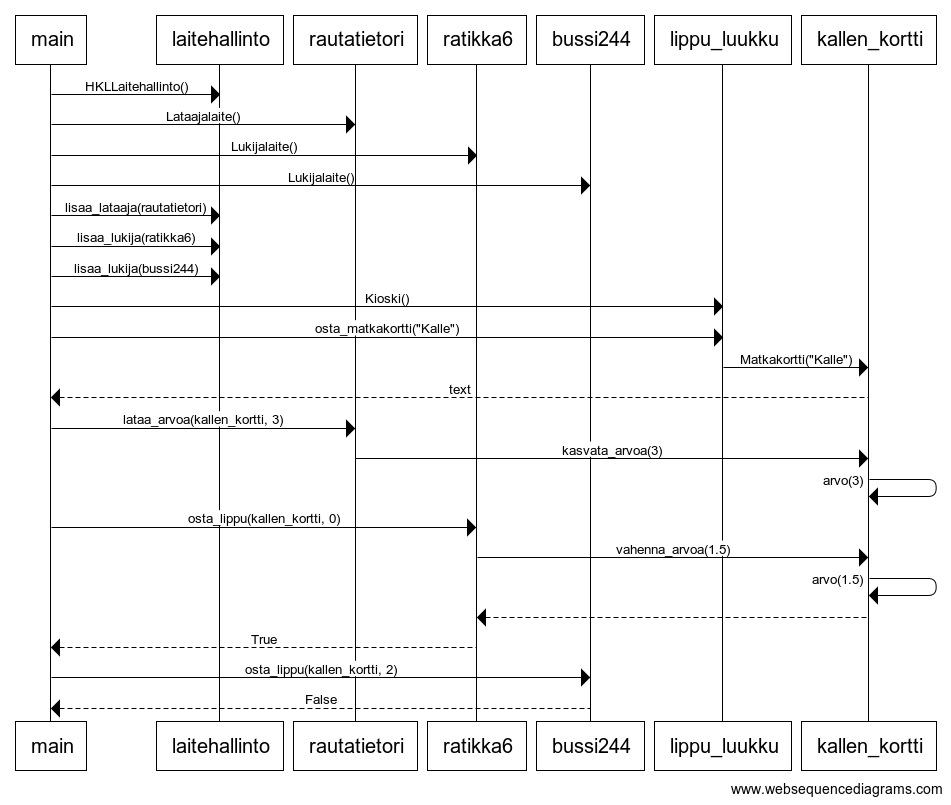 main laitehallinto rautatietori ratikka6 bussi244 lippu_luukku kallen_kortti
HKLLaitehallinto()
Lataajalaite()
Lukijalaite()
Lukijalaite()
lisaa_lataaja(rautatietori)
lisaa_lukija(ratikka6)
lisaa_lukija(bussi244)
Kioski()
osta_matkakortti("Kalle")
Matkakortti("Kalle")
text
lataa_arvoa(kallen_kortti, 3)
kasvata_arvoa(3)
arvo(3)
osta_lippu(kallen_kortti, 0)
vahenna_arvoa(1.5)
arvo(1.5)
True
osta_lippu(kallen_kortti, 2)
False
main laitehallinto rautatietori ratikka6 bussi244 lippu_luukku kallen_kortti
www.websequencediagrams.com